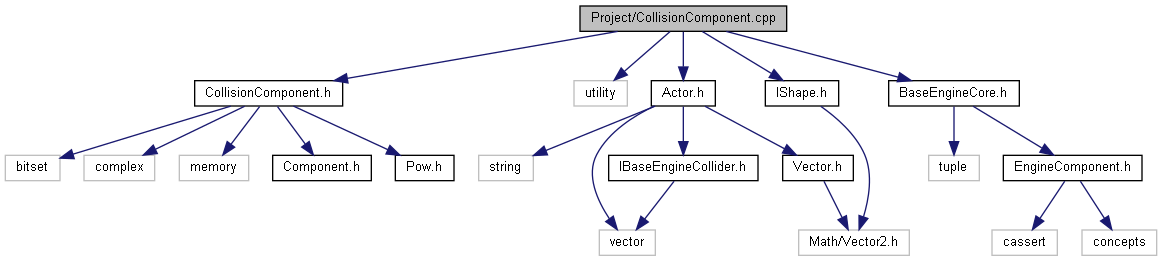 Project/CollisionComponent.cpp
CollisionComponent.h
utility
Actor.h
IShape.h
BaseEngineCore.h
bitset
complex
memory
Component.h
Pow.h
string
IBaseEngineCollider.h
Vector.h
tuple
EngineComponent.h
vector
Math/Vector2.h
cassert
concepts